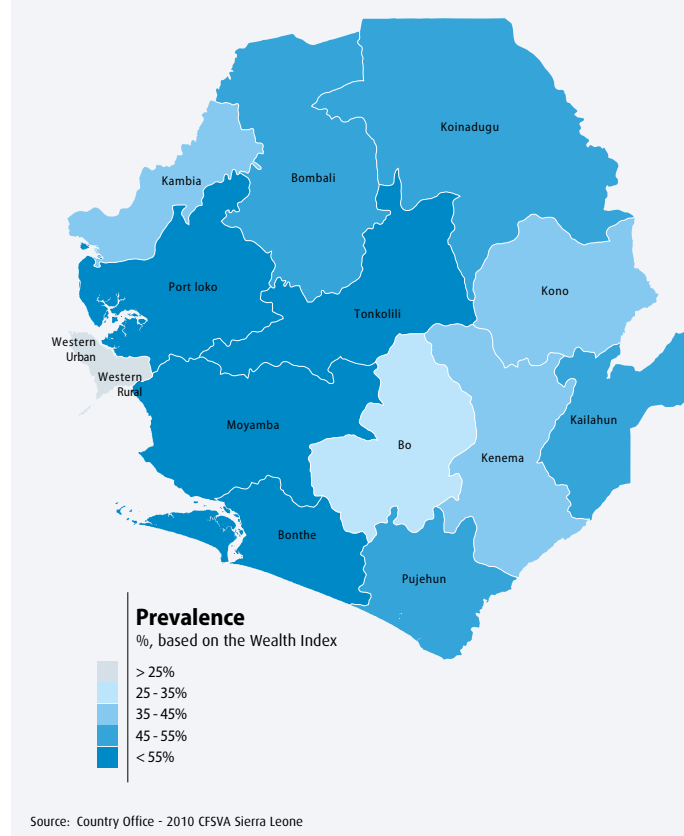 Koinadugu
Bombali
Kambia
Port loko
Kono
Tonkolili
Western
Urban
Western
Rural
Moyamba
Kailahun
Bo
Kenema
Bonthe
Pujehun
Prevalence
%, based on the Wealth Index
> 25%
25 - 35%
35 - 45%
45 - 55%
< 55%
Source: Country Office - 2010 CFSVA Sierra Leone